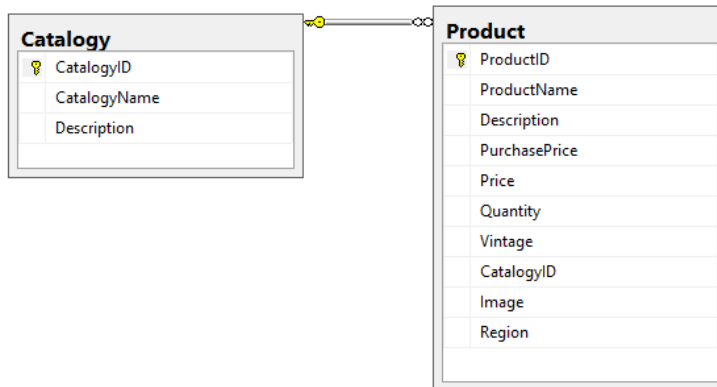 Catalogy
CatalogyID
CatalogyName
Description
Product
ProductID
ProductName
Description
PurchasePrice
Price
Quantity
Vintage
CatalogyID
Image
Region